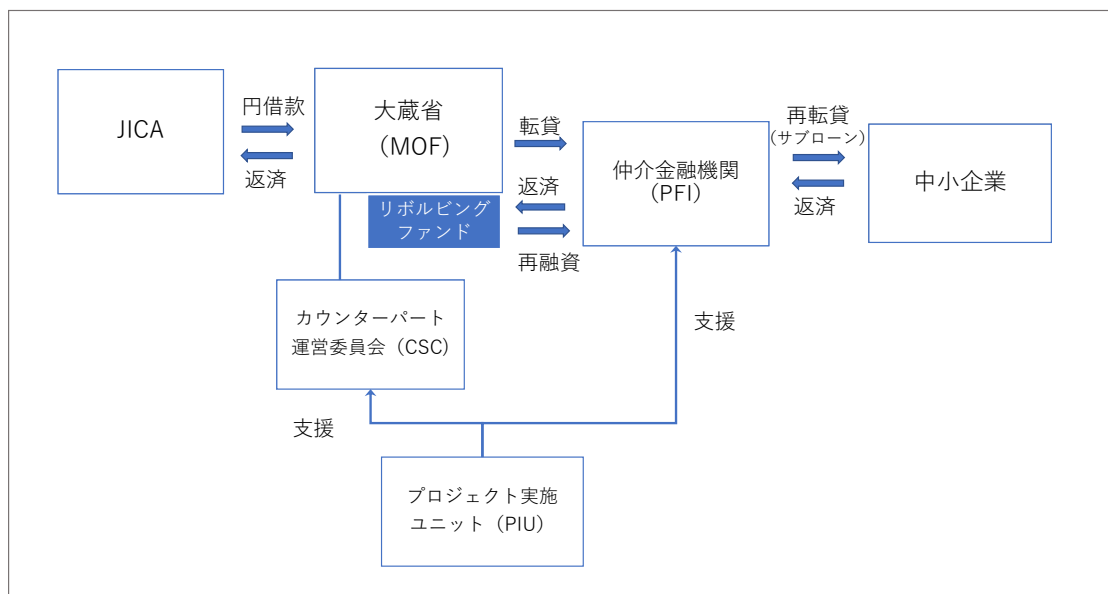 JICA
円借款
返済
大蔵省
（MOF）
リボルビング
ファンド
転貸
返済
再融資
仲介金融機関
(PFI)
再転貸
(サブローン)
返済
中小企業
カウンターパート
運営委員会（CSC)
支援
支援
プロジェクト実施
ユニット（PIU）